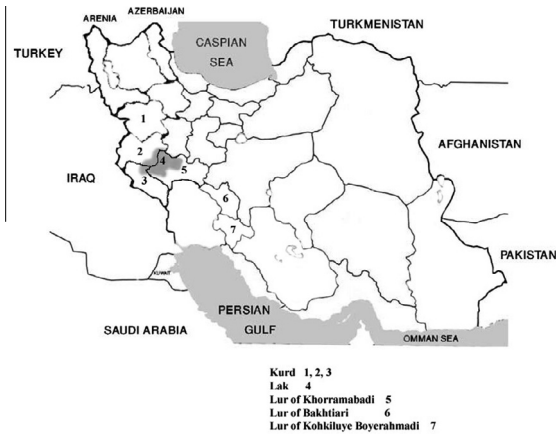 ARENIA
AZERBAIJAN
TURKMENISTAN
TURKEY
CASPIAN
SEA
1
AFGHANISTAN
2
4
IRAQ
3
5
6
7
PAKISTAN
KUWAIT
PERSIAN
GULF
SAUDI ARABIA
OMMAN SEA
Kurd 1, 2, 3
Lak 4
Lur of Khorramabadi 5
Lur of Bakhtiari 6
Lur of Kohkiluye Boyerahmadi 7